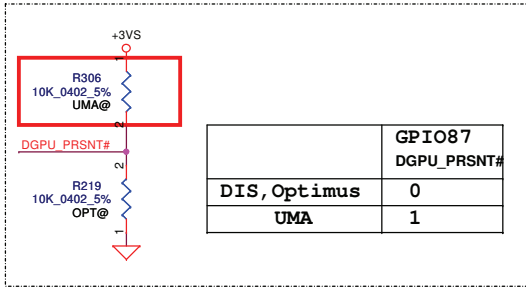 +3VS
1
R306
10K_0402_5%
UMA@
2
DGPU_PRSNT#
2
R219
10K_0402_5%
OPT@
1
GPIO87
DGPU_PRSNT#
DIS,Optimus 0
UMA 1